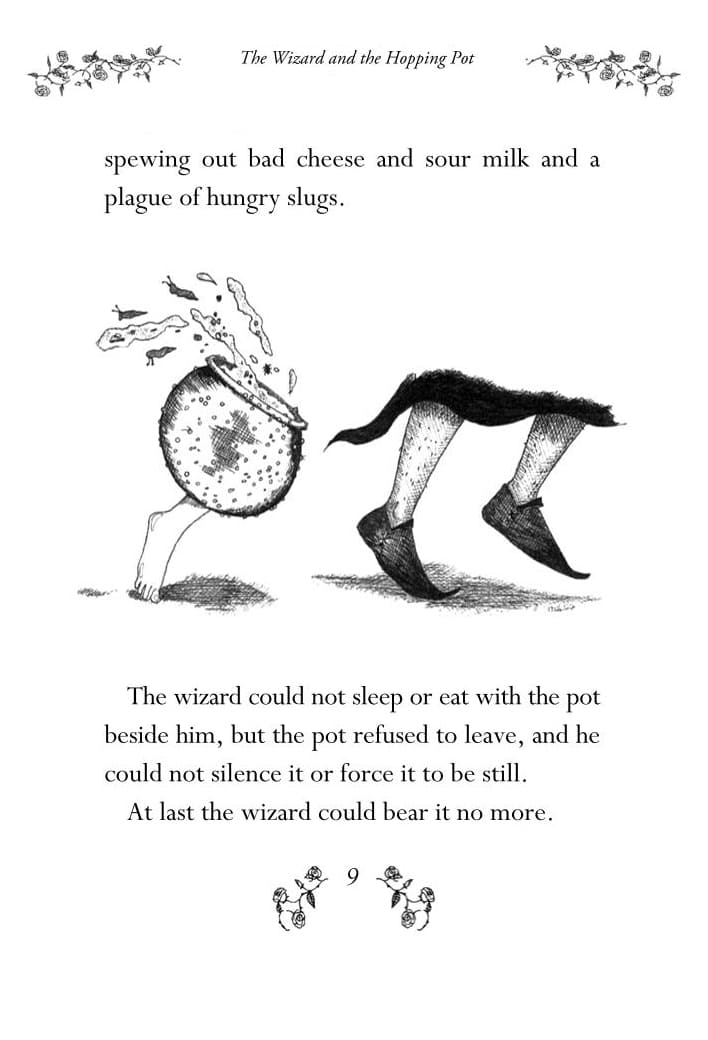 The Wizard and the Hopping Pot
spewing out bad cheese and sour milk and a
plague of hungry slugs.
The wizard could not sleep or eat with the pot
beside him, but the pot refused to leave, and he
could not silence it or force it to be still.
At last the wizard could bear it no more.
9